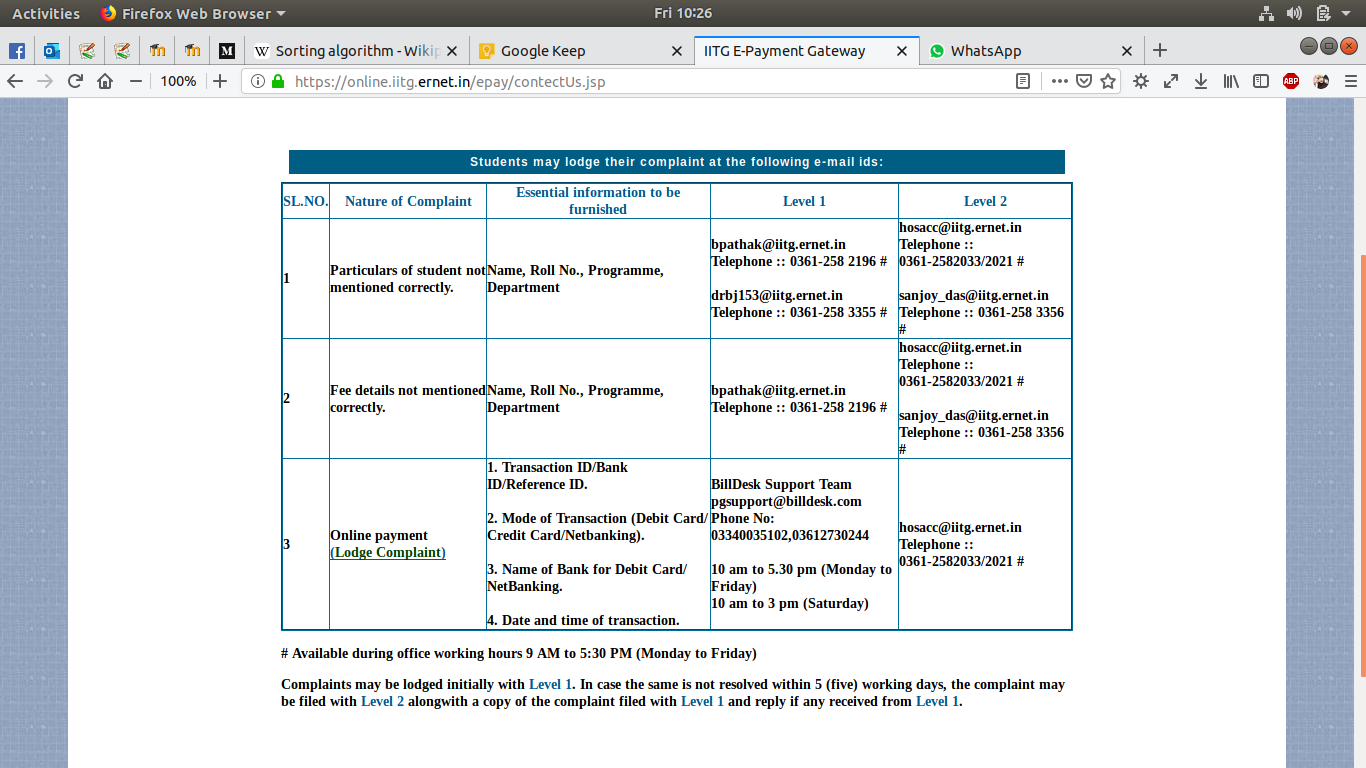 Activities
Firefox Web Browser
Fri 10:26
Sorting algorithm - Wikip
Google Keep
IITG E-Payment Gateway
WhatsApp
100%
https://online.iitg.ernet.in/epay/contectUs.jsp
ABP
Students may lodge their complaint at the following e-mail ids:
SL.NO.
Nature of Complaint
Essential information to be
furnished
Level 1
Level 2
1
Particulars of student not
mentioned correctly.
Name, Roll No., Programme,
Department
bpathak@iitg.ernet.in
Telephone :: 0361-258 2196 #
drbj153@iitg.ernet.in
Telephone :: 0361-258 3355 #
hosacc@iitg.ernet.in
Telephone ::
0361-2582033/2021 #
sanjoy_das@iitg.ernet.in
Telephone :: 0361-258 3356
#
2
Fee details not mentioned
correctly.
Name, Roll No., Programme,
Department
bpathak@iitg.ernet.in
Telephone :: 0361-258 2196 #
hosacc@iitg.ernet.in
Telephone ::
0361-2582033/2021 #
sanjoy_das@iitg.ernet.in
Telephone :: 0361-258 3356
#
3
Online payment
(Lodge Complaint)
1. Transaction ID/Bank
ID/Reference ID.
2. Mode of Transaction (Debit Card/
Credit Card/Netbanking).
3. Name of Bank for Debit Card/
NetBanking.
4. Date and time of transaction.
BillDesk Support Team
pgsupport@billdesk.com
Phone No:
03340035102,03612730244
10 am to 5.30 pm (Monday to
Friday)
10 am to 3 pm (Saturday)
hosacc@iitg.ernet.in
Telephone ::
0361-2582033/2021 #
# Available during office working hours 9 AM to 5:30 PM (Monday to Friday)
Complaints may be lodged initially with Level 1. In case the same is not resolved within 5 (five) working days, the complaint may
be filed with Level 2 alongwith a copy of the complaint filed with Level 1 and reply if any received from Level 1.